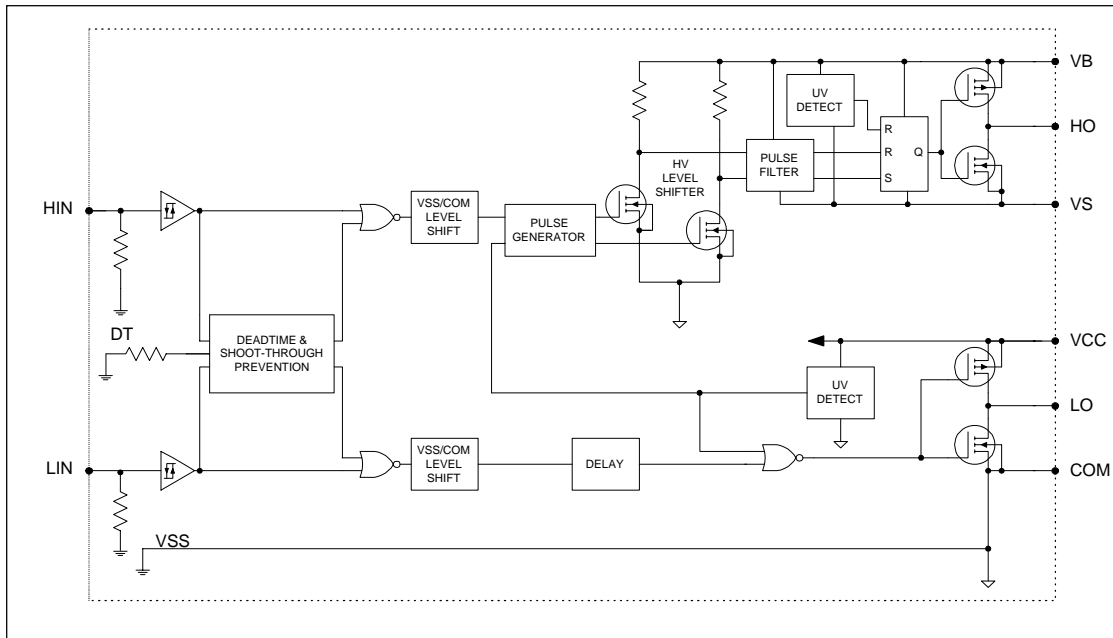 VB
UV
DETECT
R
HO
R
Q
PULSE
FILTER
HV
LEVEL
SHIFTER
S
HIN
VSS/COM
LEVEL
SHIFT
PULSE
GENERATOR
VS
DT
DEADTIME &
SHOOT-THROUGH
PREVENTION
VCC
UV
DETECT
LO
LIN
VSS/COM
LEVEL
SHIFT
DELAY
COM
VSS